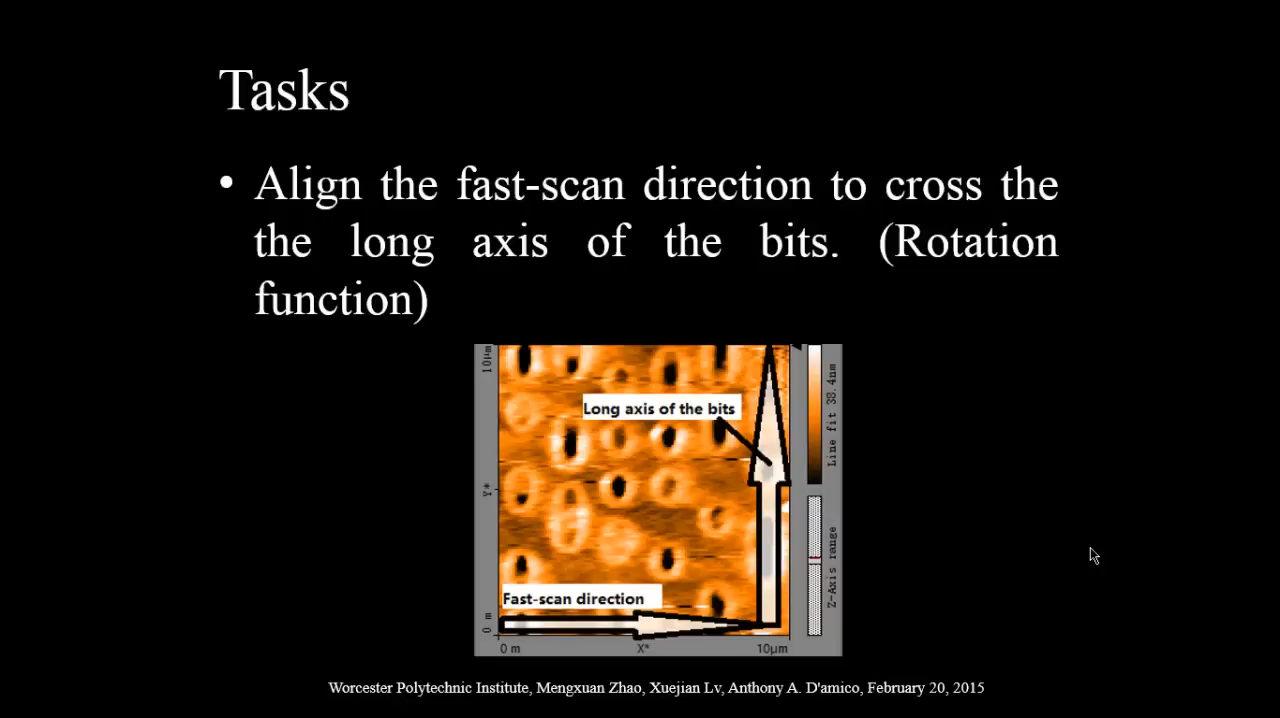 Tasks
• Align the fast-scan direction to cross the
the long axis of the bits. (Rotation
function)
10µm
Long axis of the bits
Line fit 38.4nm
Y*
Z-Axis range
Fast-scan direction
0 m
0 m X* 10µm
Worcester Polytechnic Institute, Mengxuan Zhao, Xuejian Lv, Anthony A. D'amico, February 20, 2015